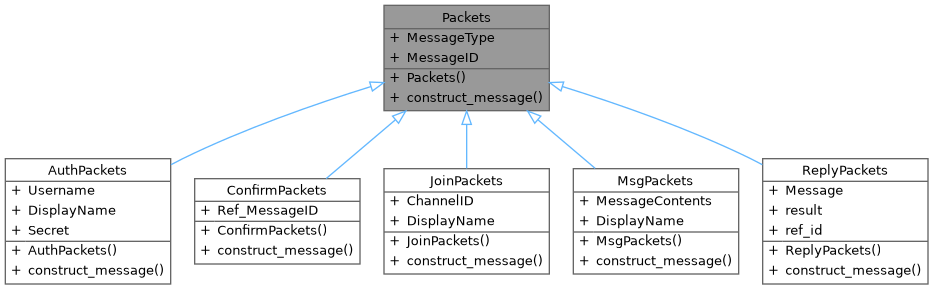 Packets
+ MessageType
+ MessageID
+ Packets()
+ construct_message()
AuthPackets
+ Username
+ DisplayName
+ Secret
+ AuthPackets()
+ construct_message()
ConfirmPackets
+ Ref_MessageID
+ ConfirmPackets()
+ construct_message()
JoinPackets
+ ChannelID
+ DisplayName
+ JoinPackets()
+ construct_message()
MsgPackets
+ MessageContents
+ DisplayName
+ MsgPackets()
+ construct_message()
ReplyPackets
+ Message
+ result
+ ref_id
+ ReplyPackets()
+ construct_message()